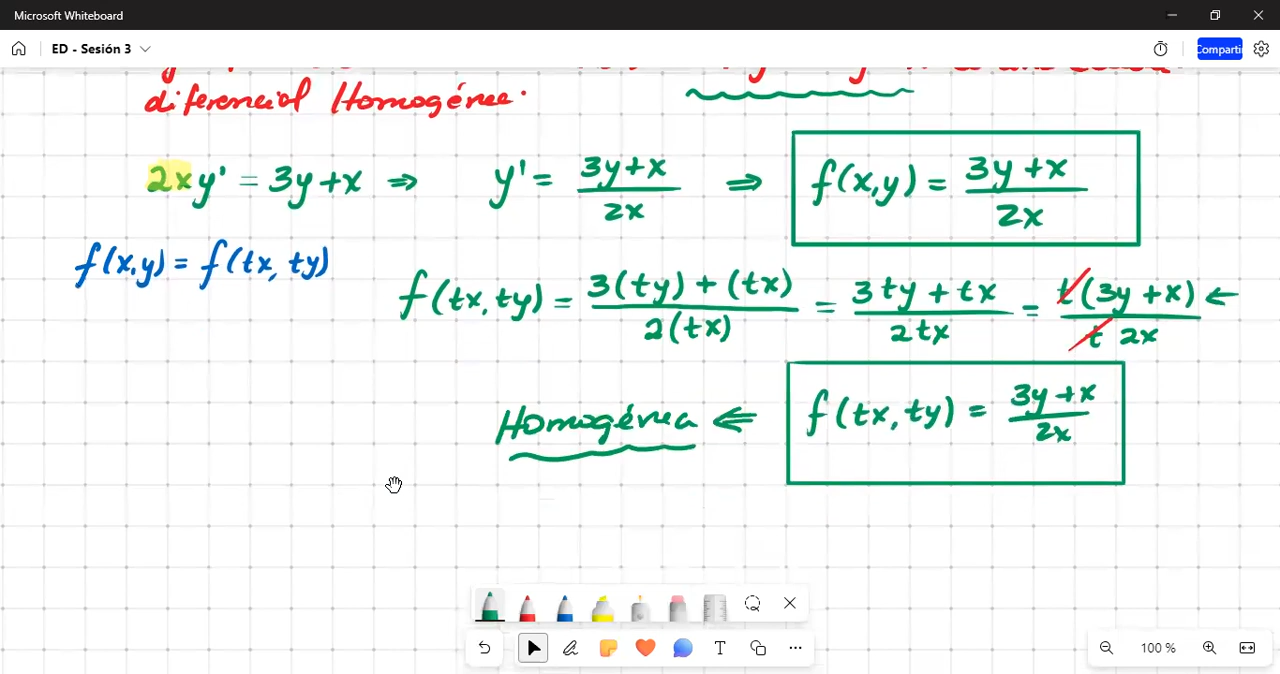 Microsoft Whiteboard
ED - Sesión 3
Compartir
diferencial Homogénea.
2xy' = 3y+x ⇒ y' = (3y+x)/(2x) ⇒ f(x,y) = (3y+x)/(2x)
f(x,y) = f(tx, ty)
f(tx,ty) = (3(ty) + (tx))/(2(tx)) = (3ty + tx)/(2tx) = (t(3y+x))/(t 2x) ←
Homogénea ⇐ f(tx,ty) = (3y+x)/(2x)
T
100 %